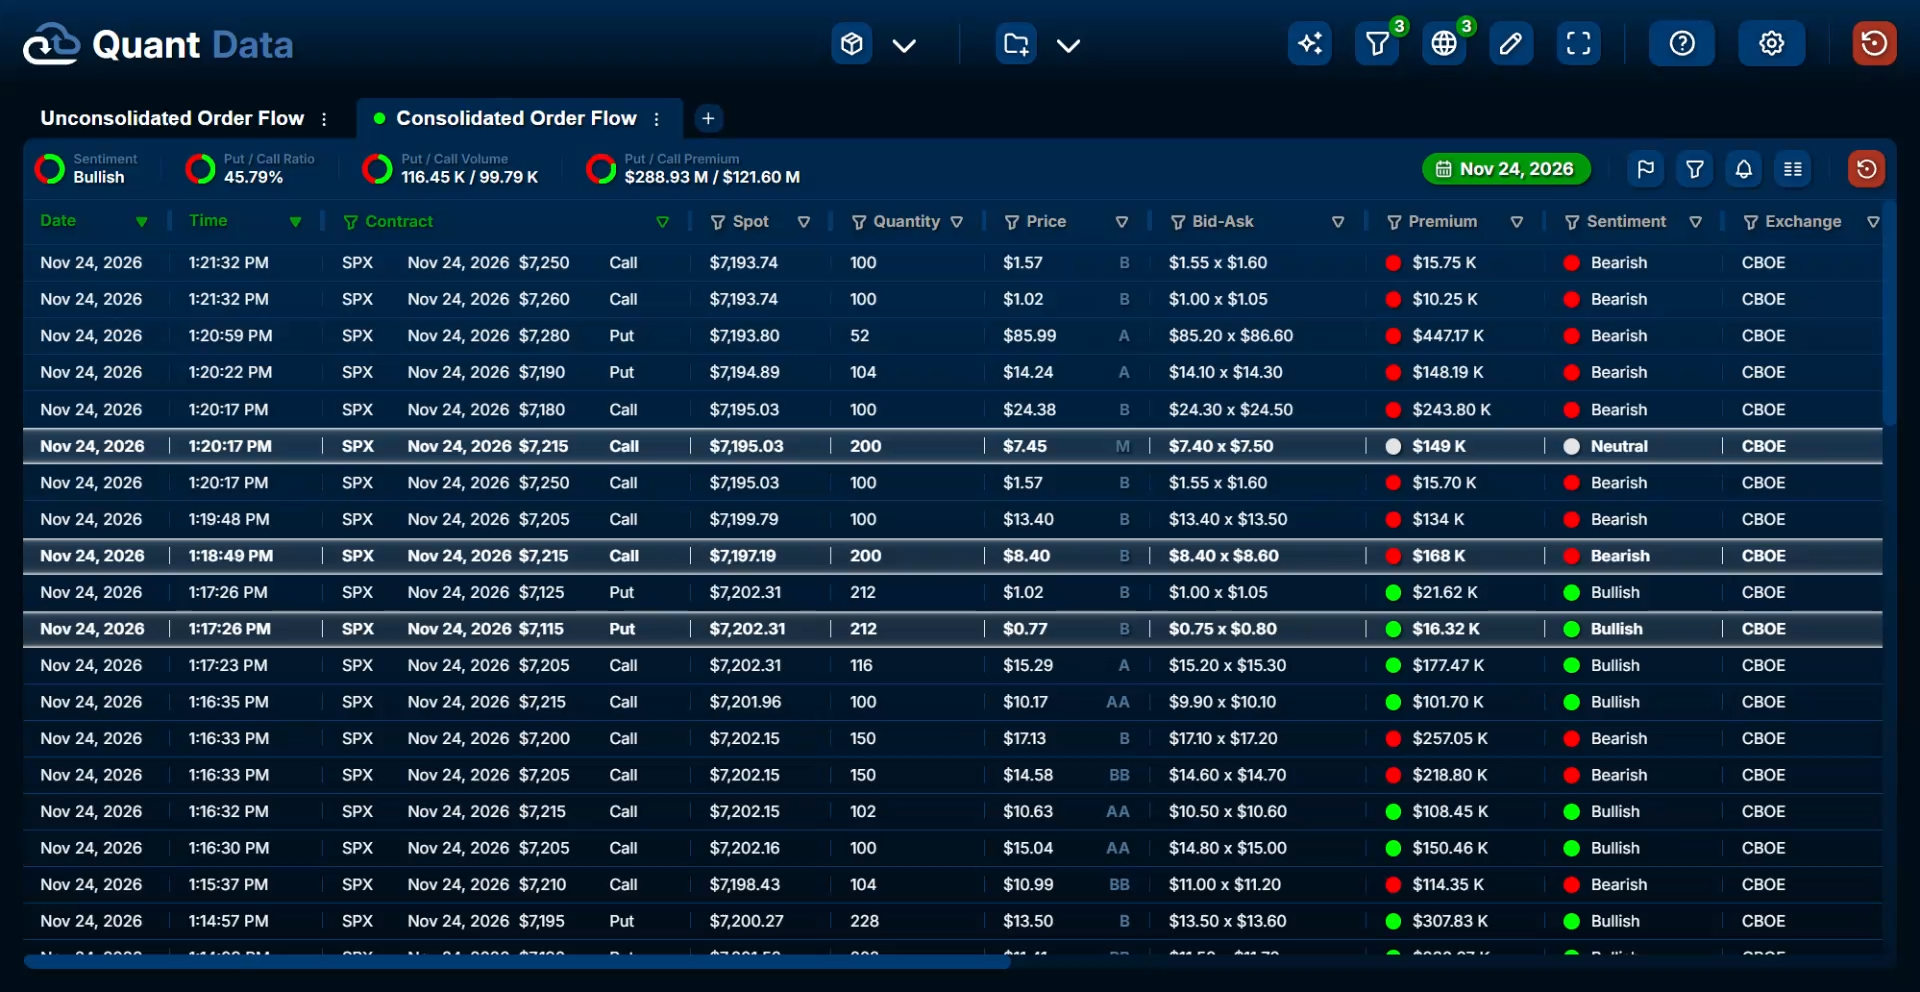 Quant Data
3
3
Unconsolidated Order Flow
Consolidated Order Flow
+
Sentiment
Bullish
Put / Call Ratio
45.79%
Put / Call Volume
116.45 K / 99.79 K
Put / Call Premium
$288.93 M / $121.60 M
Nov 24, 2026
Date Time Contract Spot Quantity Price Bid-Ask Premium Sentiment Exchange
Nov 24, 2026 1:21:32 PM SPX Nov 24, 2026 $7,250 Call $7,193.74 100 $1.57 B $1.55 x $1.60 $15.75 K Bearish CBOE
Nov 24, 2026 1:21:32 PM SPX Nov 24, 2026 $7,260 Call $7,193.74 100 $1.02 B $1.00 x $1.05 $10.25 K Bearish CBOE
Nov 24, 2026 1:20:59 PM SPX Nov 24, 2026 $7,280 Put $7,193.80 52 $85.99 A $85.20 x $86.60 $447.17 K Bearish CBOE
Nov 24, 2026 1:20:22 PM SPX Nov 24, 2026 $7,190 Put $7,194.89 104 $14.24 A $14.10 x $14.30 $148.19 K Bearish CBOE
Nov 24, 2026 1:20:17 PM SPX Nov 24, 2026 $7,180 Call $7,195.03 100 $24.38 B $24.30 x $24.50 $243.80 K Bearish CBOE
Nov 24, 2026 1:20:17 PM SPX Nov 24, 2026 $7,215 Call $7,195.03 200 $7.45 M $7.40 x $7.50 $149 K Neutral CBOE
Nov 24, 2026 1:20:17 PM SPX Nov 24, 2026 $7,250 Call $7,195.03 100 $1.57 B $1.55 x $1.60 $15.70 K Bearish CBOE
Nov 24, 2026 1:19:48 PM SPX Nov 24, 2026 $7,205 Call $7,199.79 100 $13.40 B $13.40 x $13.50 $134 K Bearish CBOE
Nov 24, 2026 1:18:49 PM SPX Nov 24, 2026 $7,215 Call $7,197.19 200 $8.40 B $8.40 x $8.60 $168 K Bearish CBOE
Nov 24, 2026 1:17:26 PM SPX Nov 24, 2026 $7,125 Put $7,202.31 212 $1.02 B $1.00 x $1.05 $21.62 K Bullish CBOE
Nov 24, 2026 1:17:26 PM SPX Nov 24, 2026 $7,115 Put $7,202.31 212 $0.77 B $0.75 x $0.80 $16.32 K Bullish CBOE
Nov 24, 2026 1:17:23 PM SPX Nov 24, 2026 $7,205 Call $7,202.31 116 $15.29 A $15.20 x $15.30 $177.47 K Bullish CBOE
Nov 24, 2026 1:16:35 PM SPX Nov 24, 2026 $7,215 Call $7,201.96 100 $10.17 AA $9.90 x $10.10 $101.70 K Bullish CBOE
Nov 24, 2026 1:16:33 PM SPX Nov 24, 2026 $7,200 Call $7,202.15 150 $17.13 B $17.10 x $17.20 $257.05 K Bearish CBOE
Nov 24, 2026 1:16:33 PM SPX Nov 24, 2026 $7,205 Call $7,202.15 150 $14.58 BB $14.60 x $14.70 $218.80 K Bearish CBOE
Nov 24, 2026 1:16:32 PM SPX Nov 24, 2026 $7,215 Call $7,202.15 102 $10.63 AA $10.50 x $10.60 $108.45 K Bullish CBOE
Nov 24, 2026 1:16:30 PM SPX Nov 24, 2026 $7,205 Call $7,202.16 100 $15.04 AA $14.80 x $15.00 $150.46 K Bullish CBOE
Nov 24, 2026 1:15:37 PM SPX Nov 24, 2026 $7,210 Call $7,198.43 104 $10.99 BB $11.00 x $11.20 $114.35 K Bearish CBOE
Nov 24, 2026 1:14:57 PM SPX Nov 24, 2026 $7,195 Put $7,200.27 228 $13.50 B $13.50 x $13.60 $307.83 K Bullish CBOE